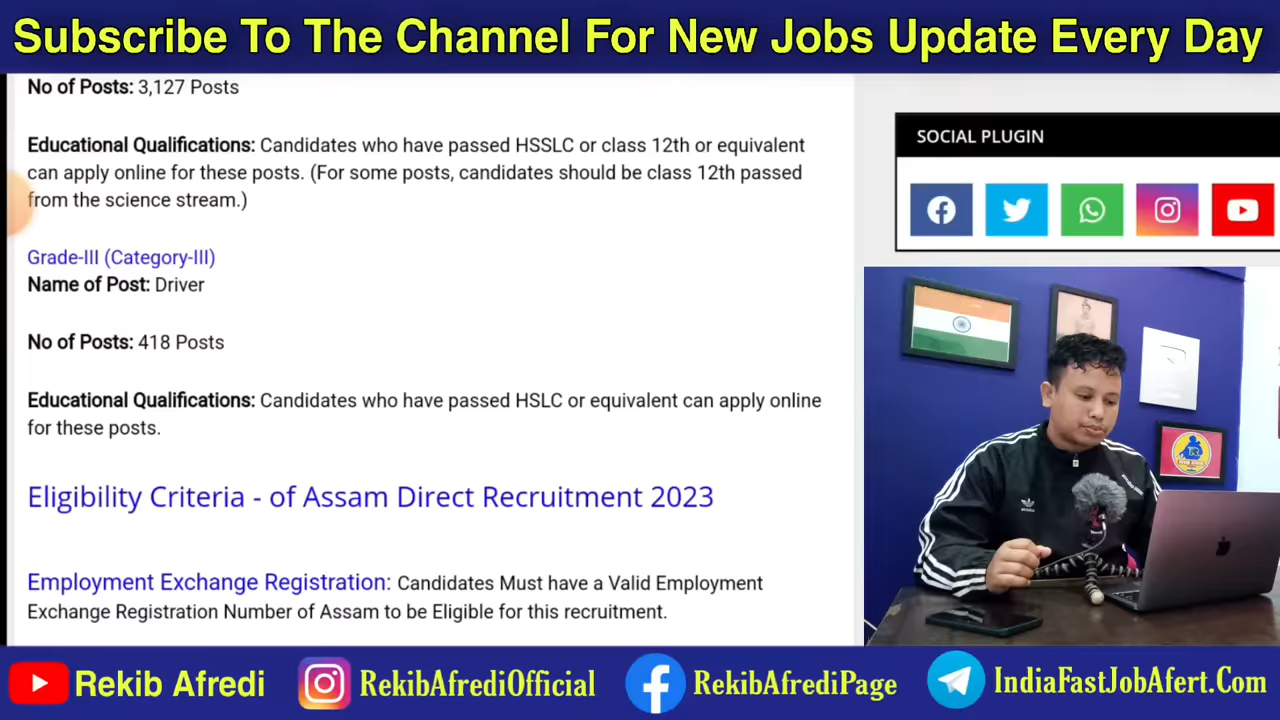 Subscribe To The Channel For New Jobs Update Every Day
No of Posts: 3,127 Posts
Educational Qualifications: Candidates who have passed HSSLC or class 12th or equivalent
can apply online for these posts. (For some posts, candidates should be class 12th passed
from the science stream.)
Grade-III (Category-III)
Name of Post: Driver
No of Posts: 418 Posts
Educational Qualifications: Candidates who have passed HSLC or equivalent can apply online
for these posts.
Eligibility Criteria - of Assam Direct Recruitment 2023
Employment Exchange Registration: Candidates Must have a Valid Employment
Exchange Registration Number of Assam to be Eligible for this recruitment.
SOCIAL PLUGIN
Rekib Afredi
RekibAfrediOfficial
RekibAfrediPage
IndiaFastJobAfert.Com